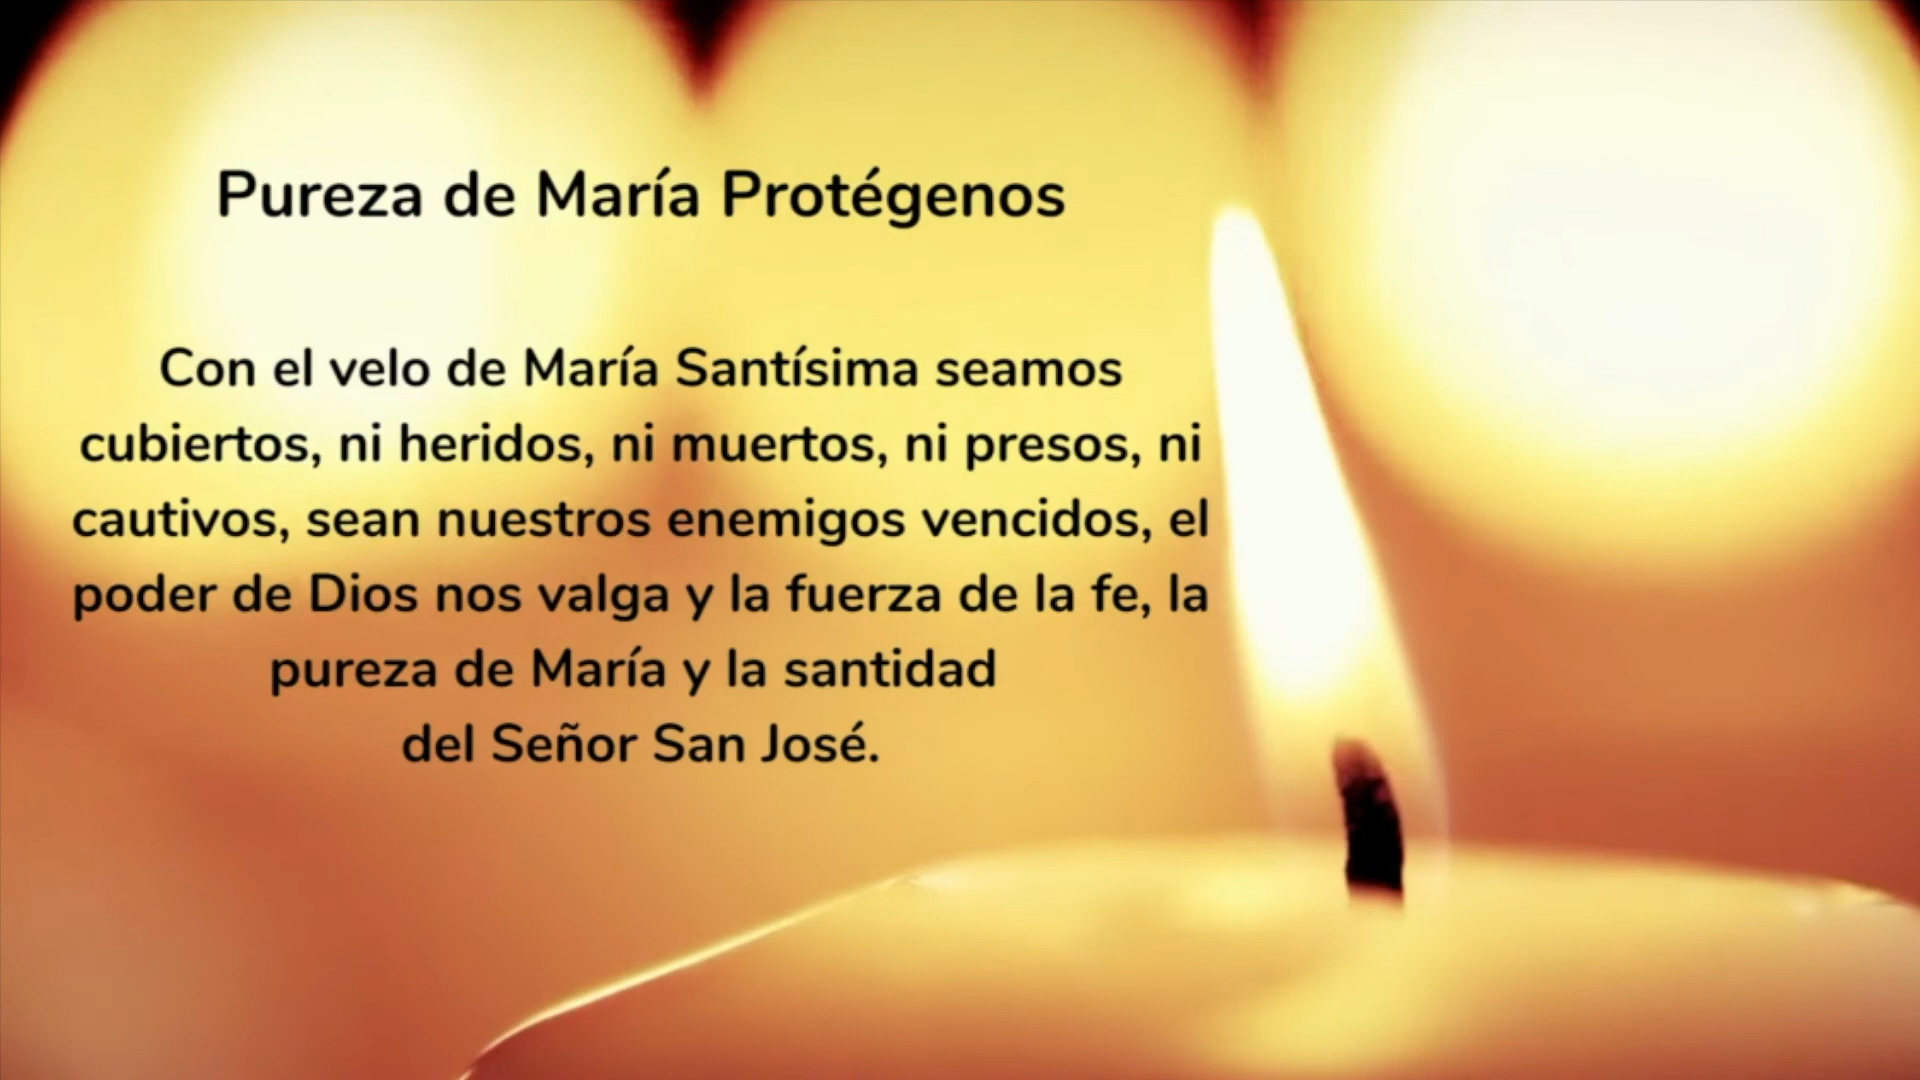 Pureza de María Protégenos
Con el velo de María Santísima seamos
cubiertos, ni heridos, ni muertos, ni presos, ni
cautivos, sean nuestros enemigos vencidos, el
poder de Dios nos valga y la fuerza de la fe, la
pureza de María y la santidad
del Señor San José.